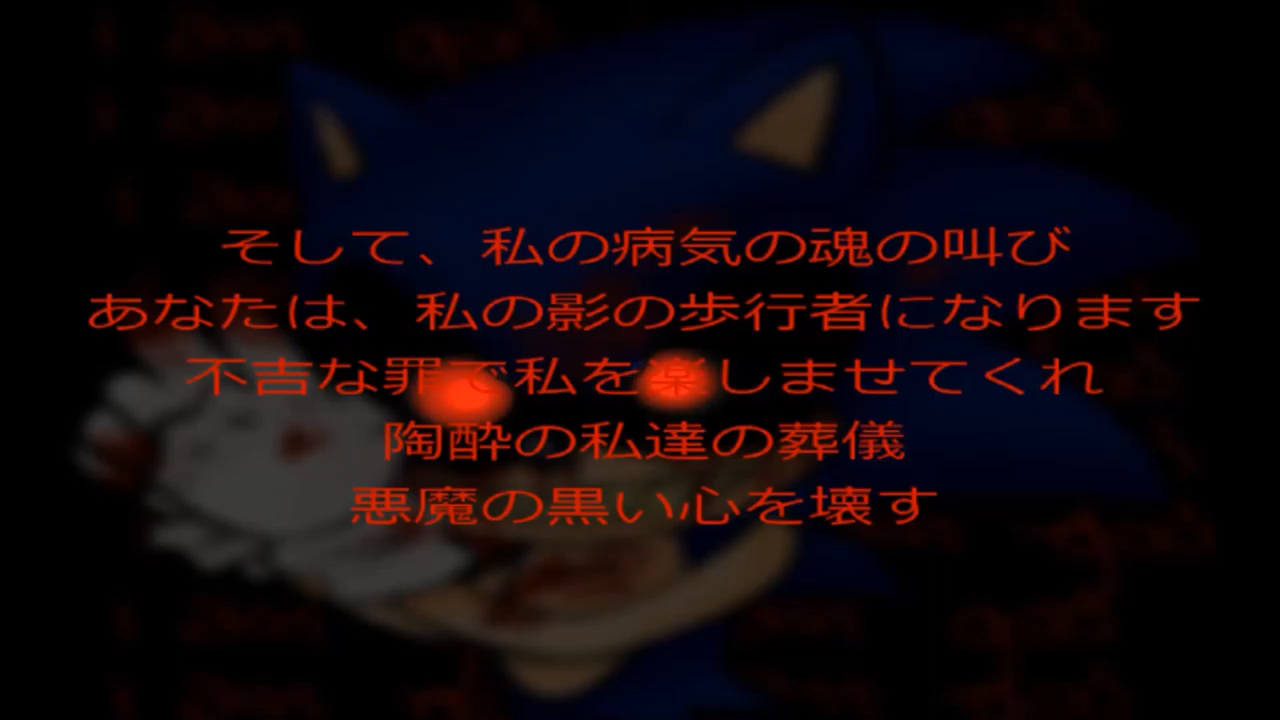 そして、私の病気の魂の叫び
あなたは、私の影の歩行者になります
不吉な罪で私を楽しませてくれ
陶酔の私達の葬儀
悪魔の黒い心を壊す